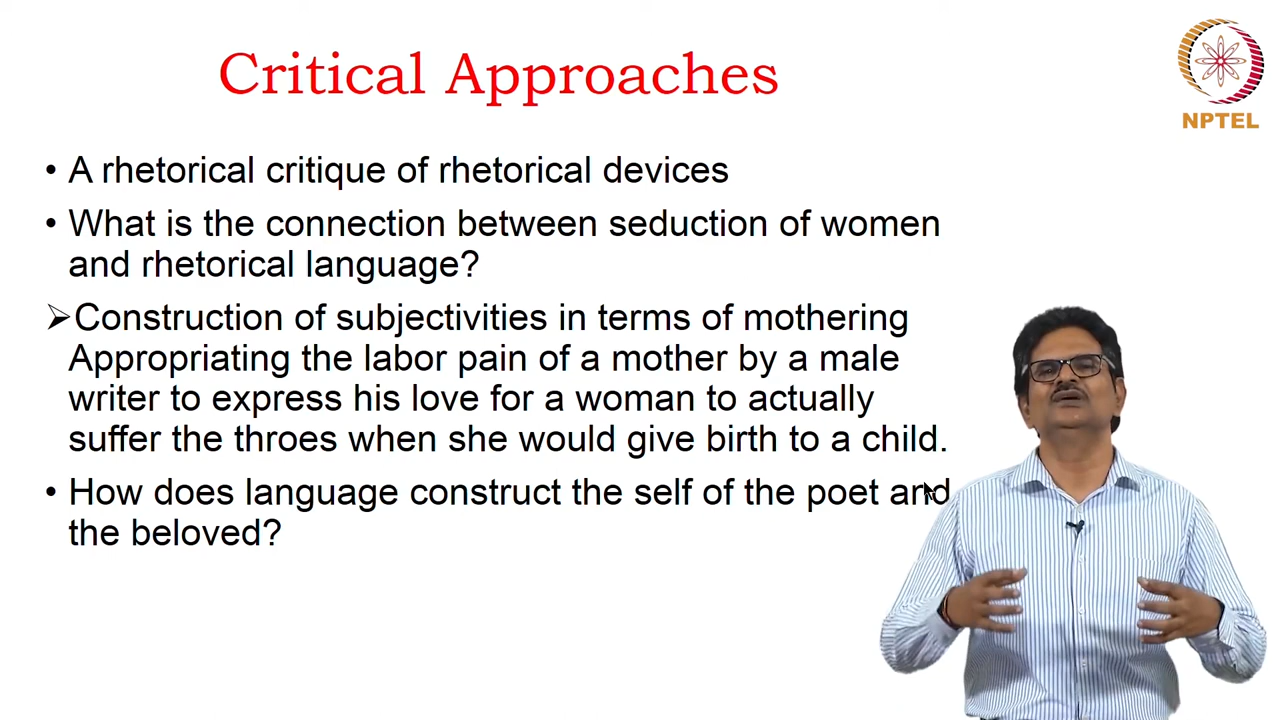 Critical Approaches
NPTEL
• A rhetorical critique of rhetorical devices
• What is the connection between seduction of women
and rhetorical language?
➢Construction of subjectivities in terms of mothering
Appropriating the labor pain of a mother by a male
writer to express his love for a woman to actually
suffer the throes when she would give birth to a child.
• How does language construct the self of the poet and
the beloved?